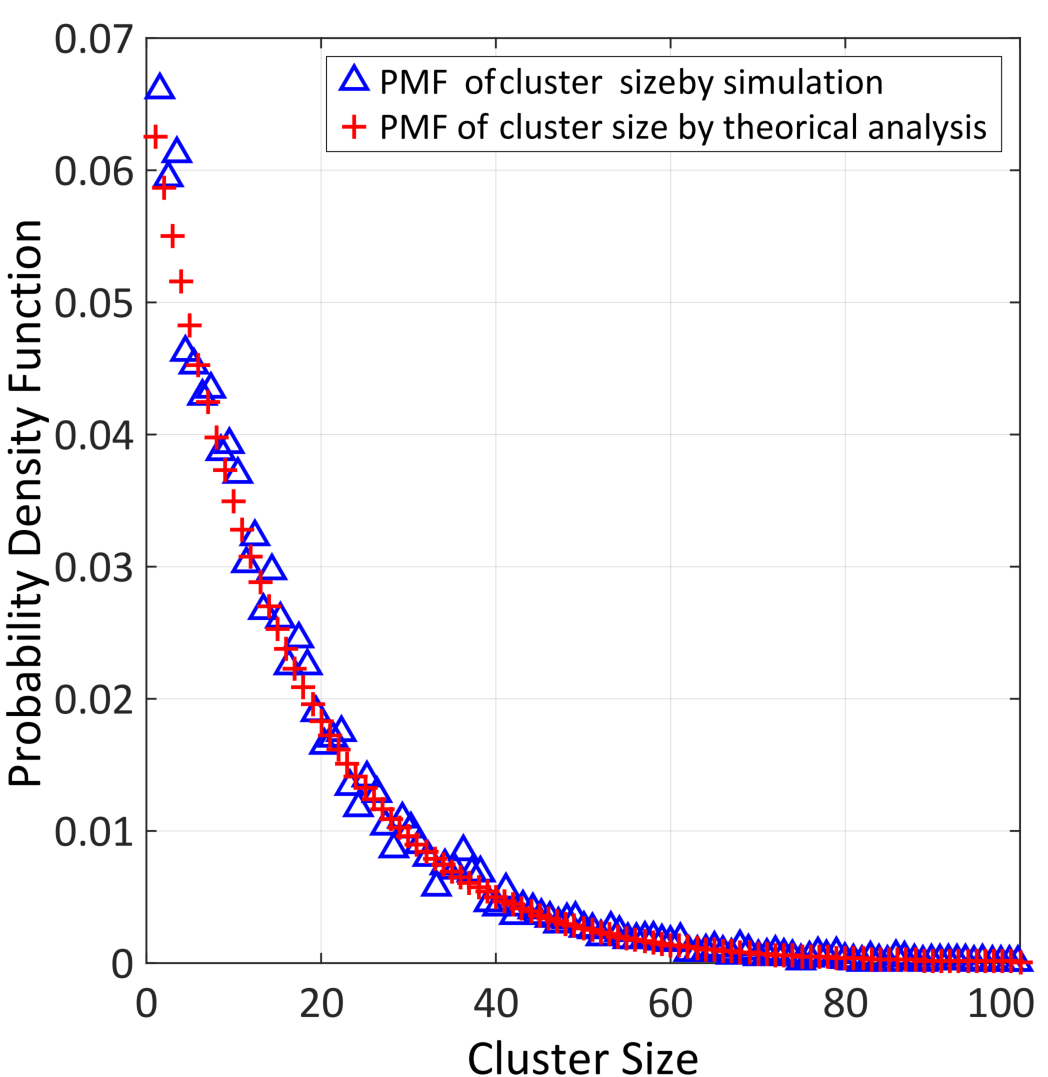 0.07
0.06
0.05
0.04
0.03
0.02
0.01
0
Probability Density Function
PMF of cluster sizeby simulation
PMF of cluster size by theorical analysis
0 20 40 60 80 100
Cluster Size